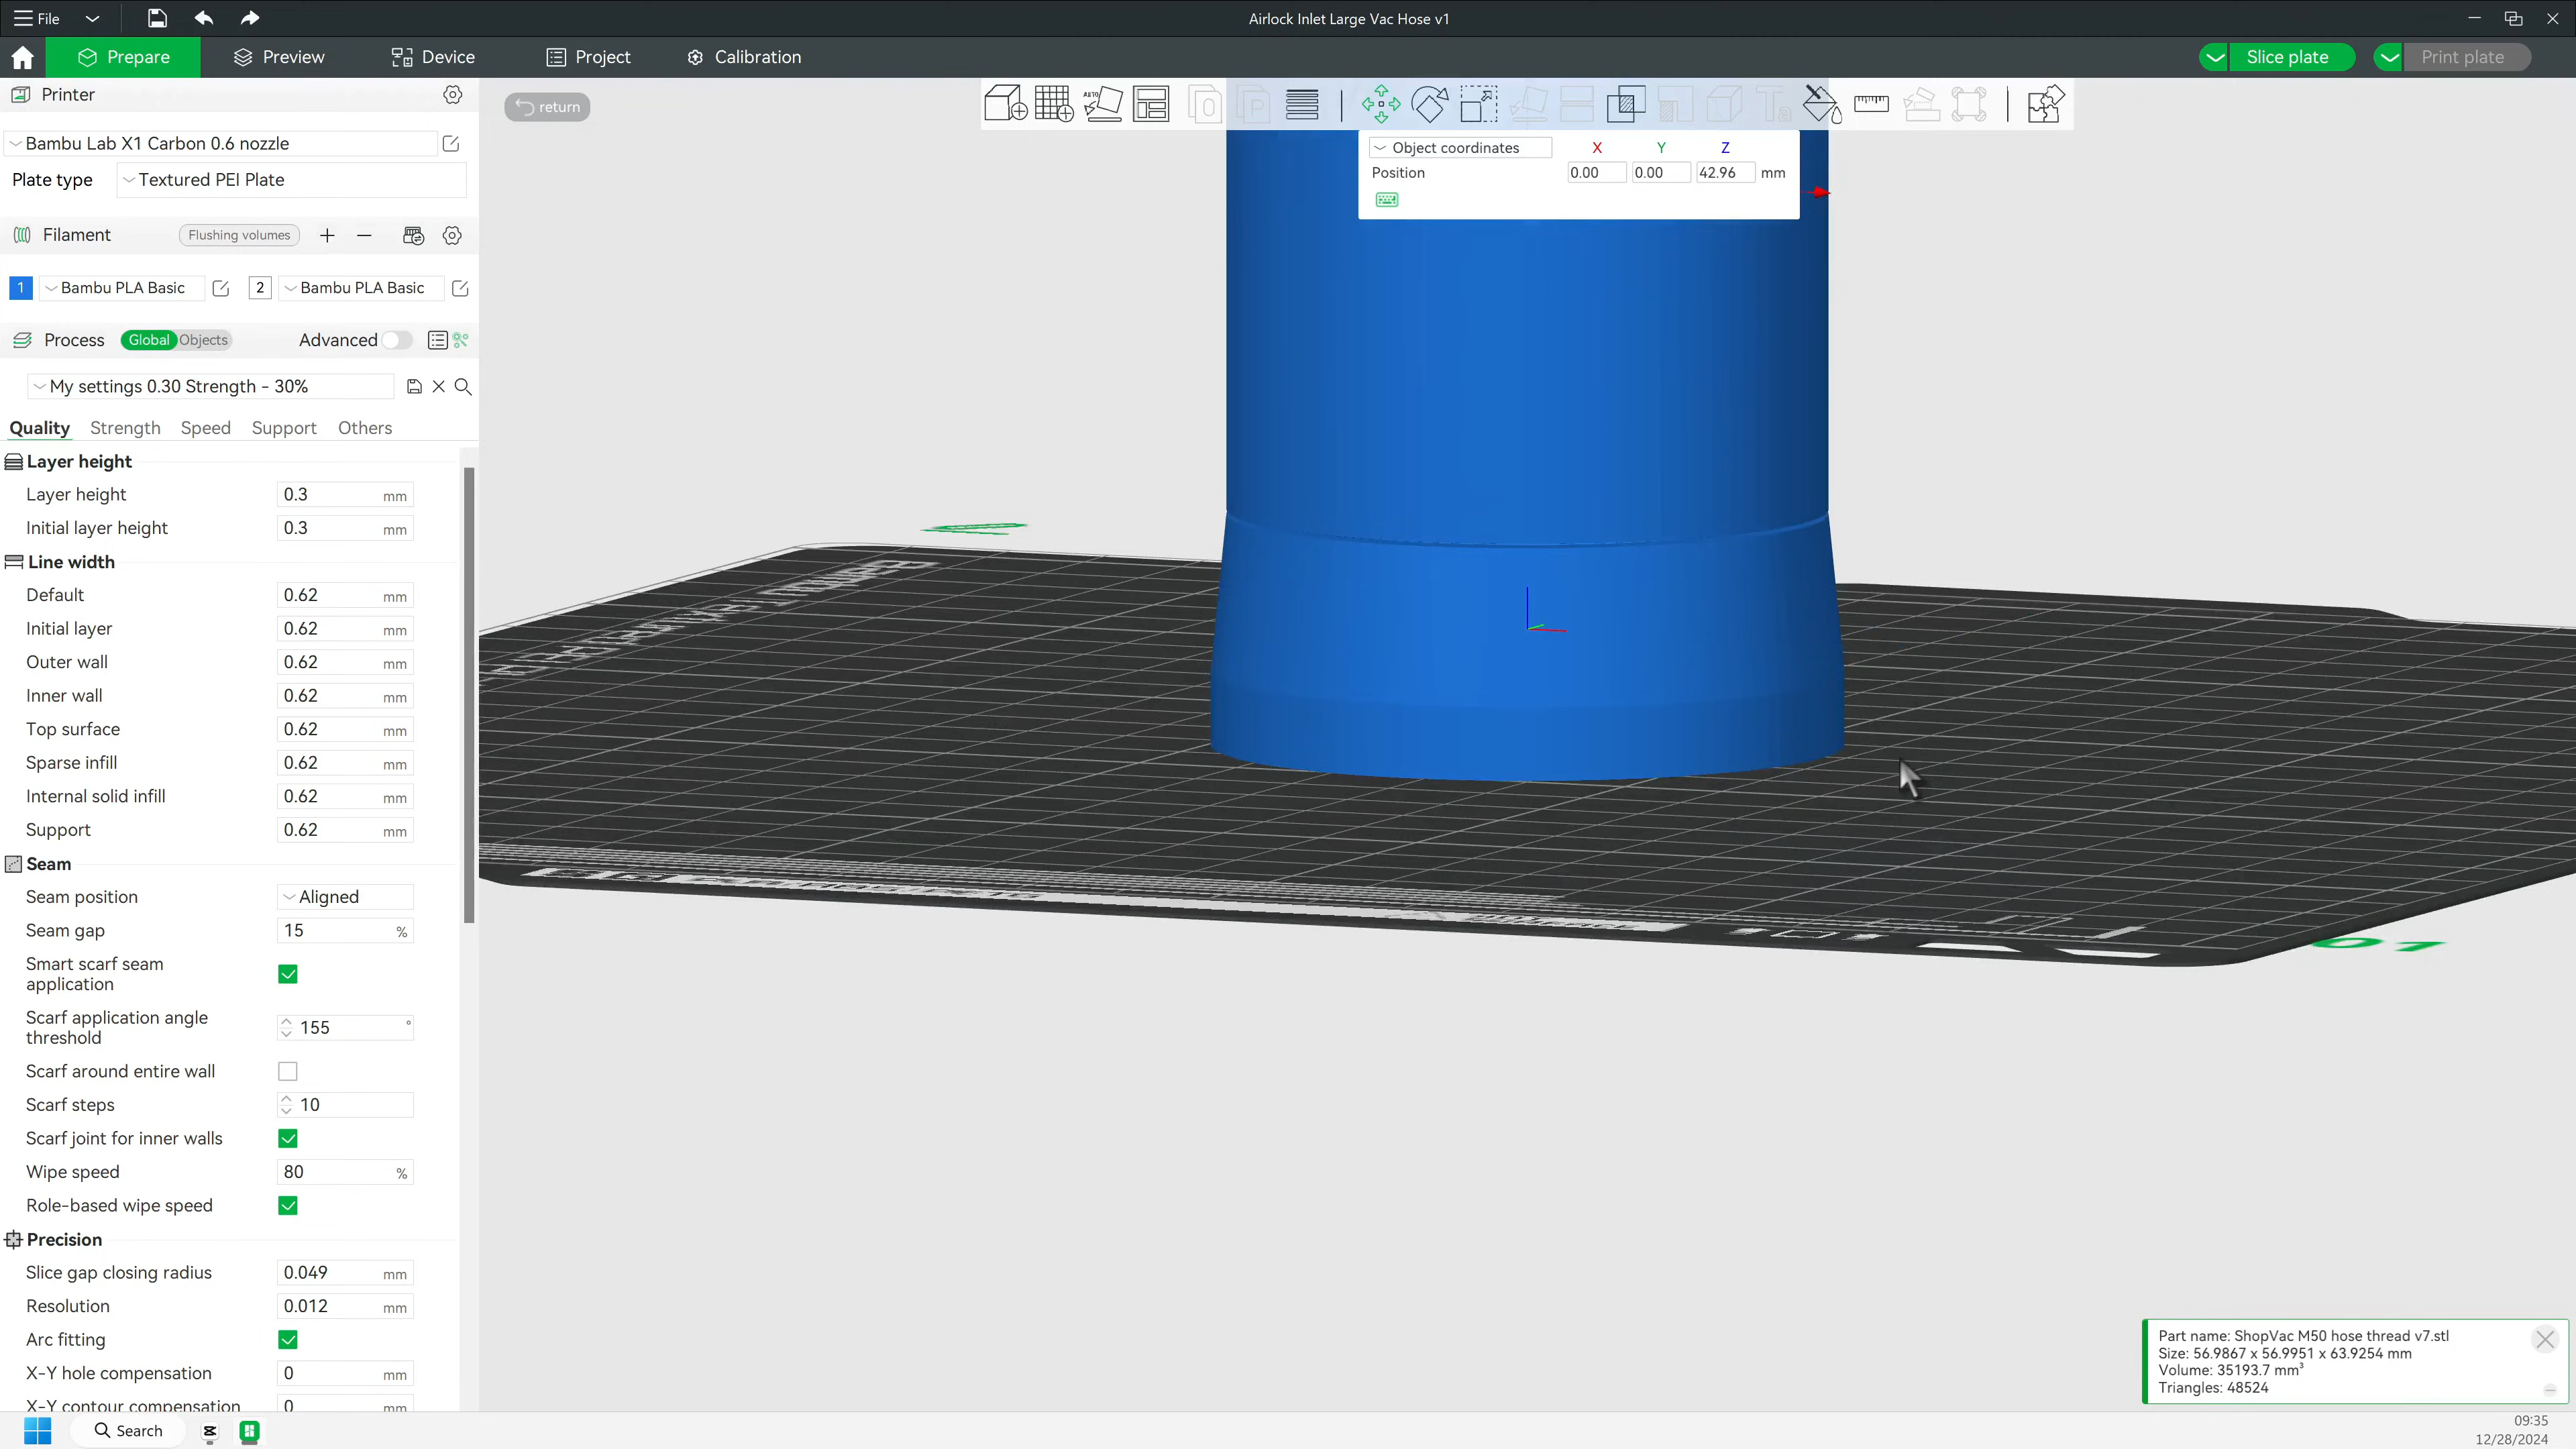 File
Airlock Inlet Large Vac Hose v1
Prepare
Preview
Device
Project
Calibration
Slice plate
Print plate
Printer
return
Bambu Lab X1 Carbon 0.6 nozzle
Plate type
Textured PEI Plate
Object coordinates X Y Z
Position 0.00 0.00 42.96 mm
Filament
Flushing volumes
1 Bambu PLA Basic 2 Bambu PLA Basic
Process Global Objects Advanced
My settings 0.30 Strength - 30%
Quality Strength Speed Support Others
Layer height
Layer height 0.3 mm
Initial layer height 0.3 mm
Line width
Default 0.62 mm
Initial layer 0.62 mm
Outer wall 0.62 mm
Inner wall 0.62 mm
Top surface 0.62 mm
Sparse infill 0.62 mm
Internal solid infill 0.62 mm
Support 0.62 mm
Seam
Seam position Aligned
Seam gap 15 %
Smart scarf seam
application
Scarf application angle
threshold 155 °
Scarf around entire wall
Scarf steps 10
Scarf joint for inner walls
Wipe speed 80 %
Role-based wipe speed
Precision
Slice gap closing radius 0.049 mm
Resolution 0.012 mm
Arc fitting
X-Y hole compensation 0 mm
X-Y contour compensation 0 mm
01
Part name: ShopVac M50 hose thread v7.stl
Size: 56.9867 x 56.9951 x 63.9254 mm
Volume: 35193.7 mm³
Triangles: 48524
Search
09:35
12/28/2024